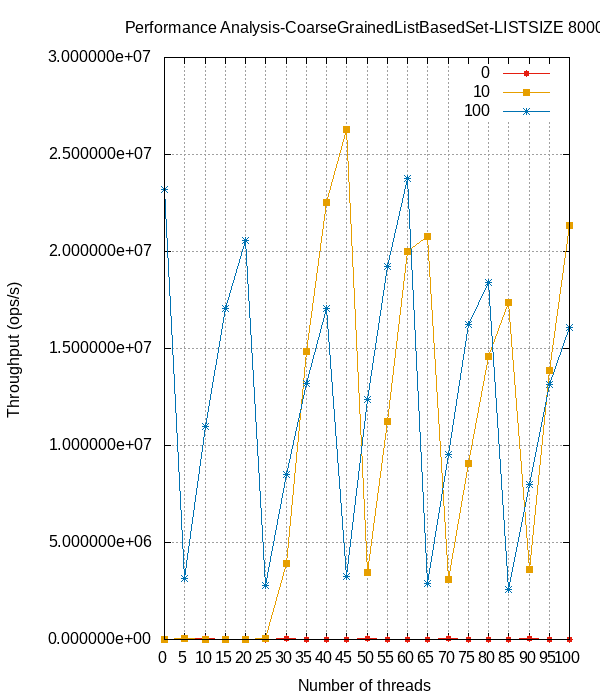 Performance Analysis-CoarseGrainedListBasedSet-LISTSIZE 8000
3.000000e+07
2.500000e+07
2.000000e+07
1.500000e+07
1.000000e+07
5.000000e+06
0.000000e+00
0
10
100
Throughput (ops/s)
0 5 10 15 20 25 30 35 40 45 50 55 60 65 70 75 80 85 90 95 100
Number of threads